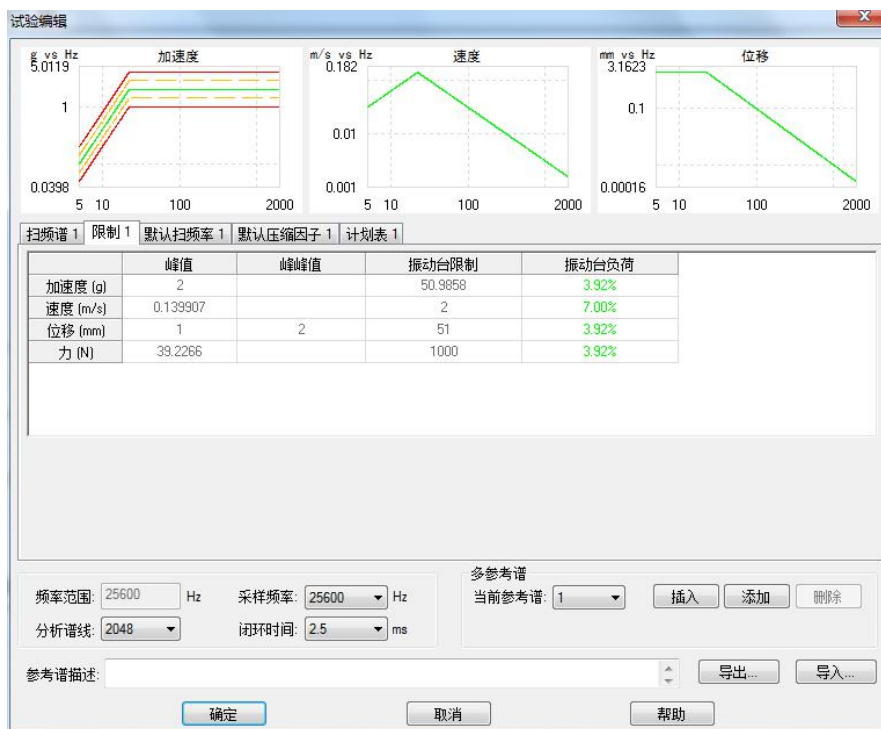 试验编辑
g vs Hz 加速度
5.0119
1
0.0398
5 10 100 2000
m/s vs Hz 速度
0.182
0.01
0.001
5 10 100 2000
mm vs Hz 位移
3.1623
0.1
0.00016
5 10 100 2000
扫频谱 1 限制 1 默认扫频率 1 默认压缩因子 1 计划表 1
峰值 峰峰值 振动台限制 振动台负荷
加速度 (g) 2 50.9858 3.92%
速度 (m/s) 0.139907 2 7.00%
位移 (mm) 1 2 51 3.92%
力 (N) 39.2266 1000 3.92%
多参考谱
频率范围: 25600 Hz 采样频率: 25600 Hz 当前参考谱: 1 插入 添加 删除
分析谱线: 2048 闭环时间: 2.5 ms
参考谱描述: 导出... 导入...
确定 取消 帮助